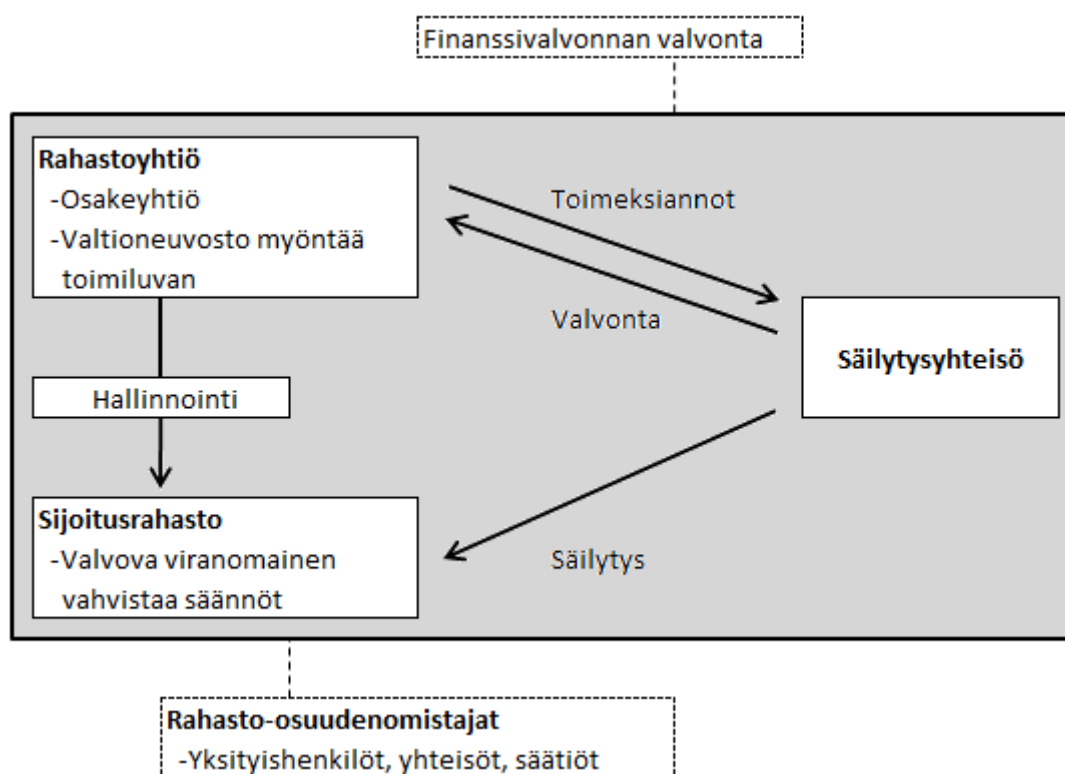 Finanssivalvonnan valvonta
Rahastoyhtiö
-Osakeyhtiö
-Valtioneuvosto myöntää
toimiluvan
Toimeksiannot
Valvonta
Säilytysyhteisö
Hallinnointi
Sijoitusrahasto
-Valvova viranomainen
vahvistaa säännöt
Säilytys
Rahasto-osuudenomistajat
-Yksityishenkilöt, yhteisöt, säätiöt